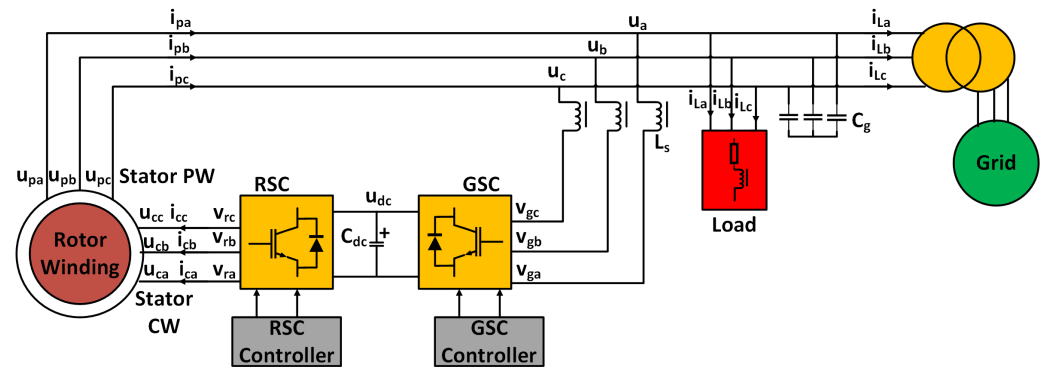 ipa
ua
iLa
ipb
ub
iLb
ipc
uc
iLc
iLa iLb iLc
Cg
Ls
upa upb upc
Stator PW
RSC
GSC
Grid
Load
udc
Cdc
+
ucc icc vrc
ucb icb vrb
uca ica vra
vgc
vgb
vga
Rotor
Winding
Stator
CW
RSC
Controller
GSC
Controller